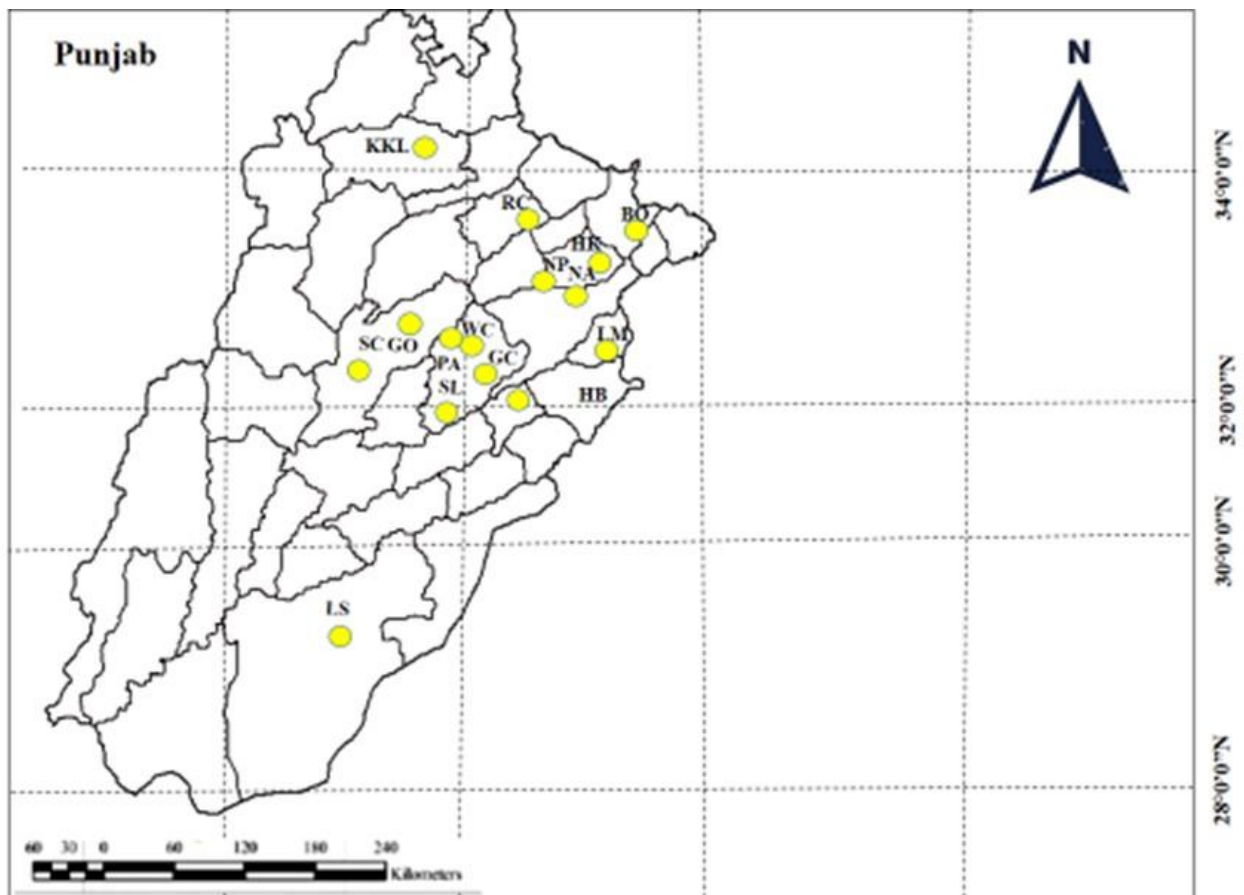 Punjab
N
KKL
34°0'0"N
RC
BO
HK
NP
NA
WC
LM
SC
GO
PA
GC
SL
HB
32°0'0"N
30°0'0"N
LS
28°0'0"N
60 30 0 60 120 180 240
Kilometers